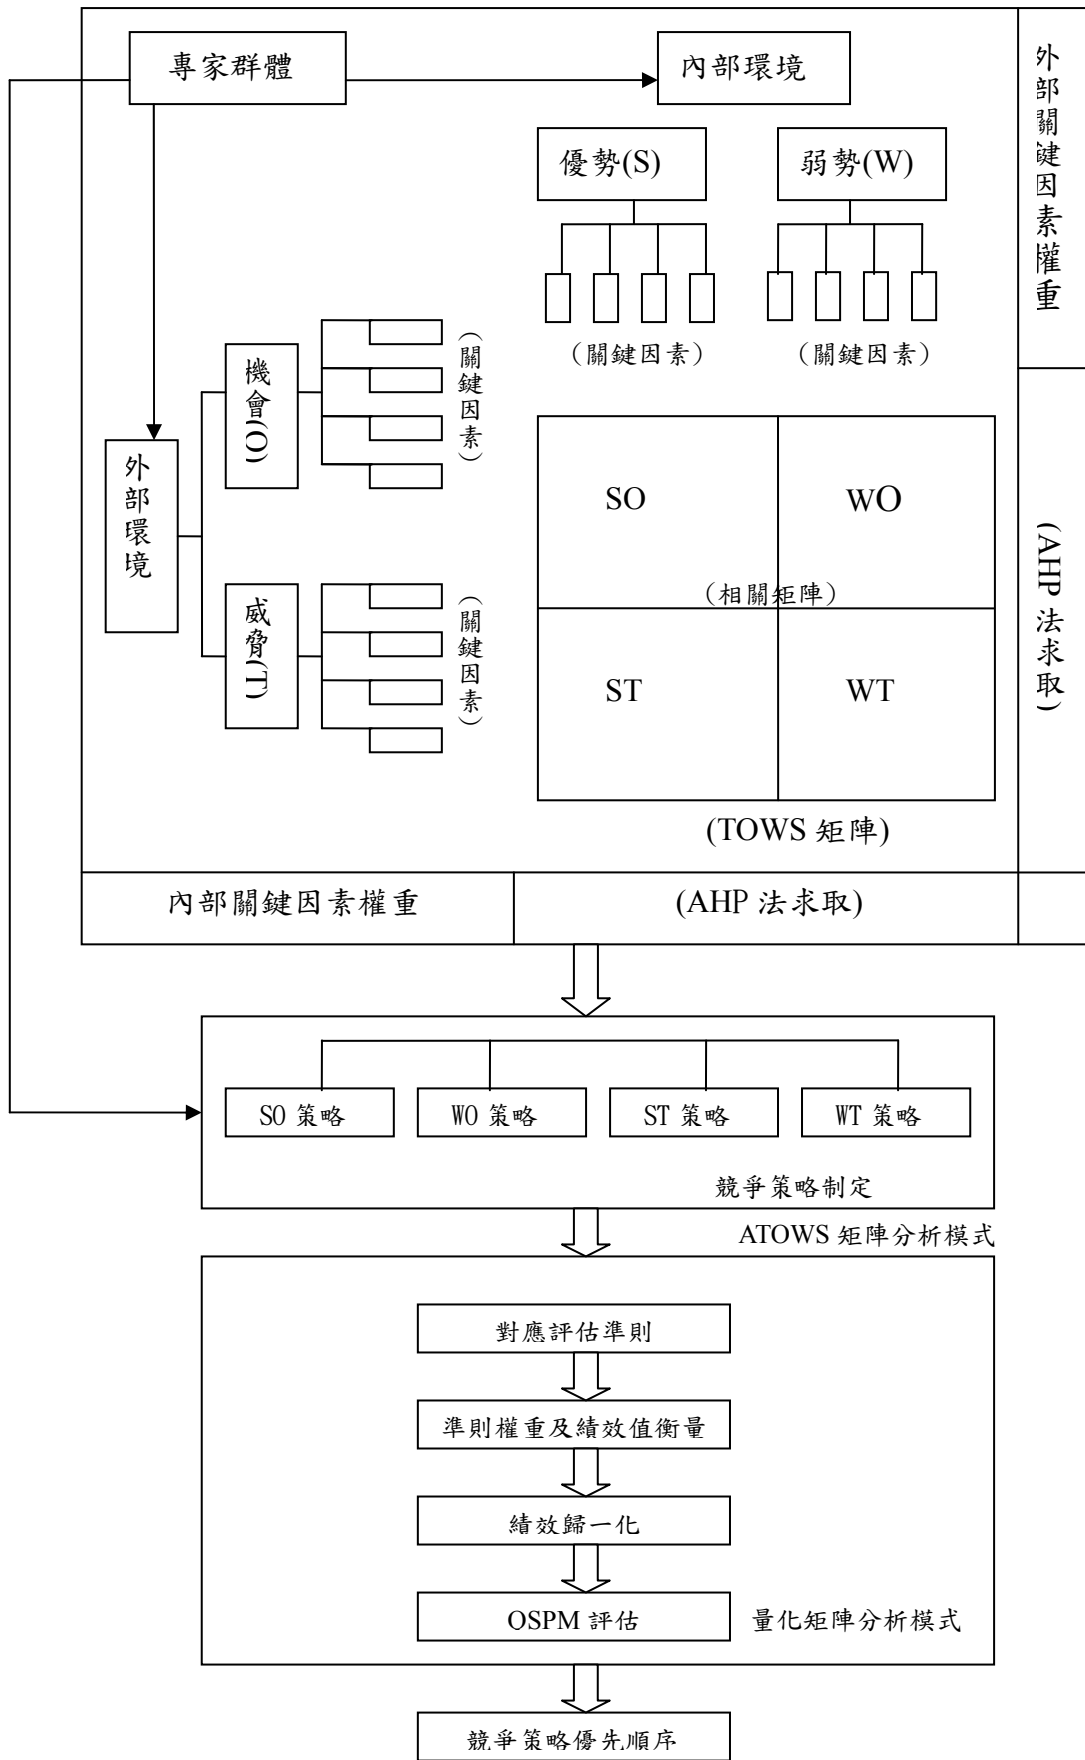 專家群體
內部環境
外部關鍵因素權重
優勢(S)
弱勢(W)
(關鍵因素)
(關鍵因素)
機會(O)
(關鍵因素)
外部環境
SO
WO
(AHP 法求取)
(相關矩陣)
威脅(T)
(關鍵因素)
ST
WT
(TOWS 矩陣)
內部關鍵因素權重
(AHP 法求取)
SO 策略
WO 策略
ST 策略
WT 策略
競爭策略制定
ATOWS 矩陣分析模式
對應評估準則
準則權重及績效值衡量
績效歸一化
QSPM 評估
量化矩陣分析模式
競爭策略優先順序